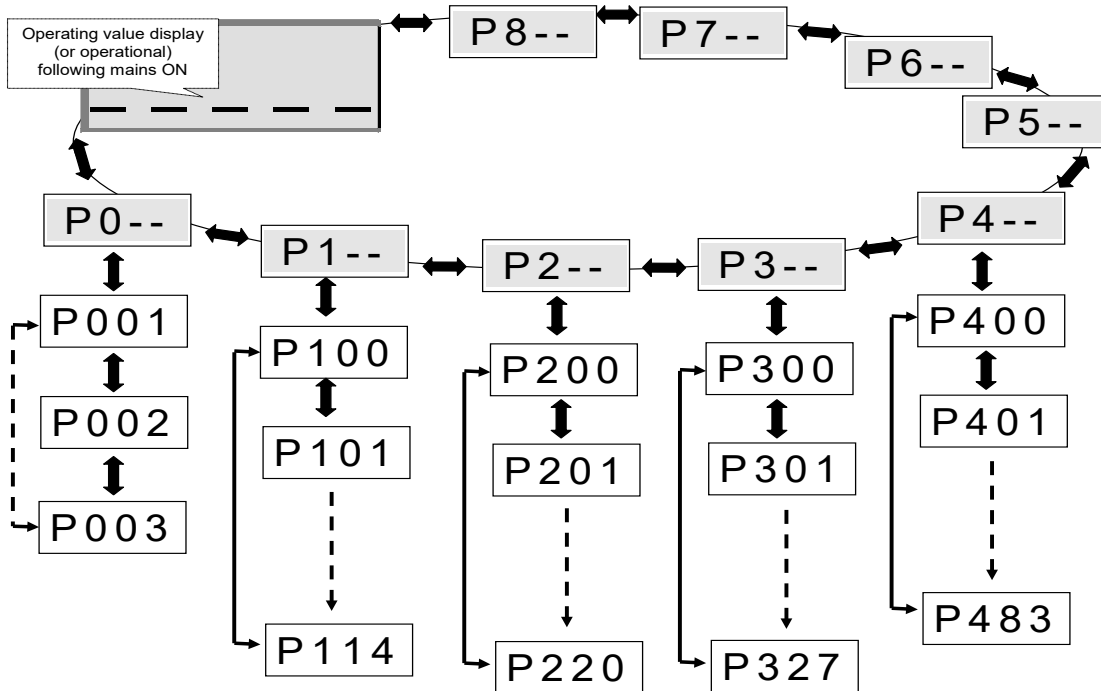 Operating value display
(or operational)
following mains ON
P8--
P7--
P6--
P5--
P0--
P1--
P2--
P3--
P4--
P001
P002
P003
P100
P101
P114
P200
P201
P220
P300
P301
P327
P400
P401
P483